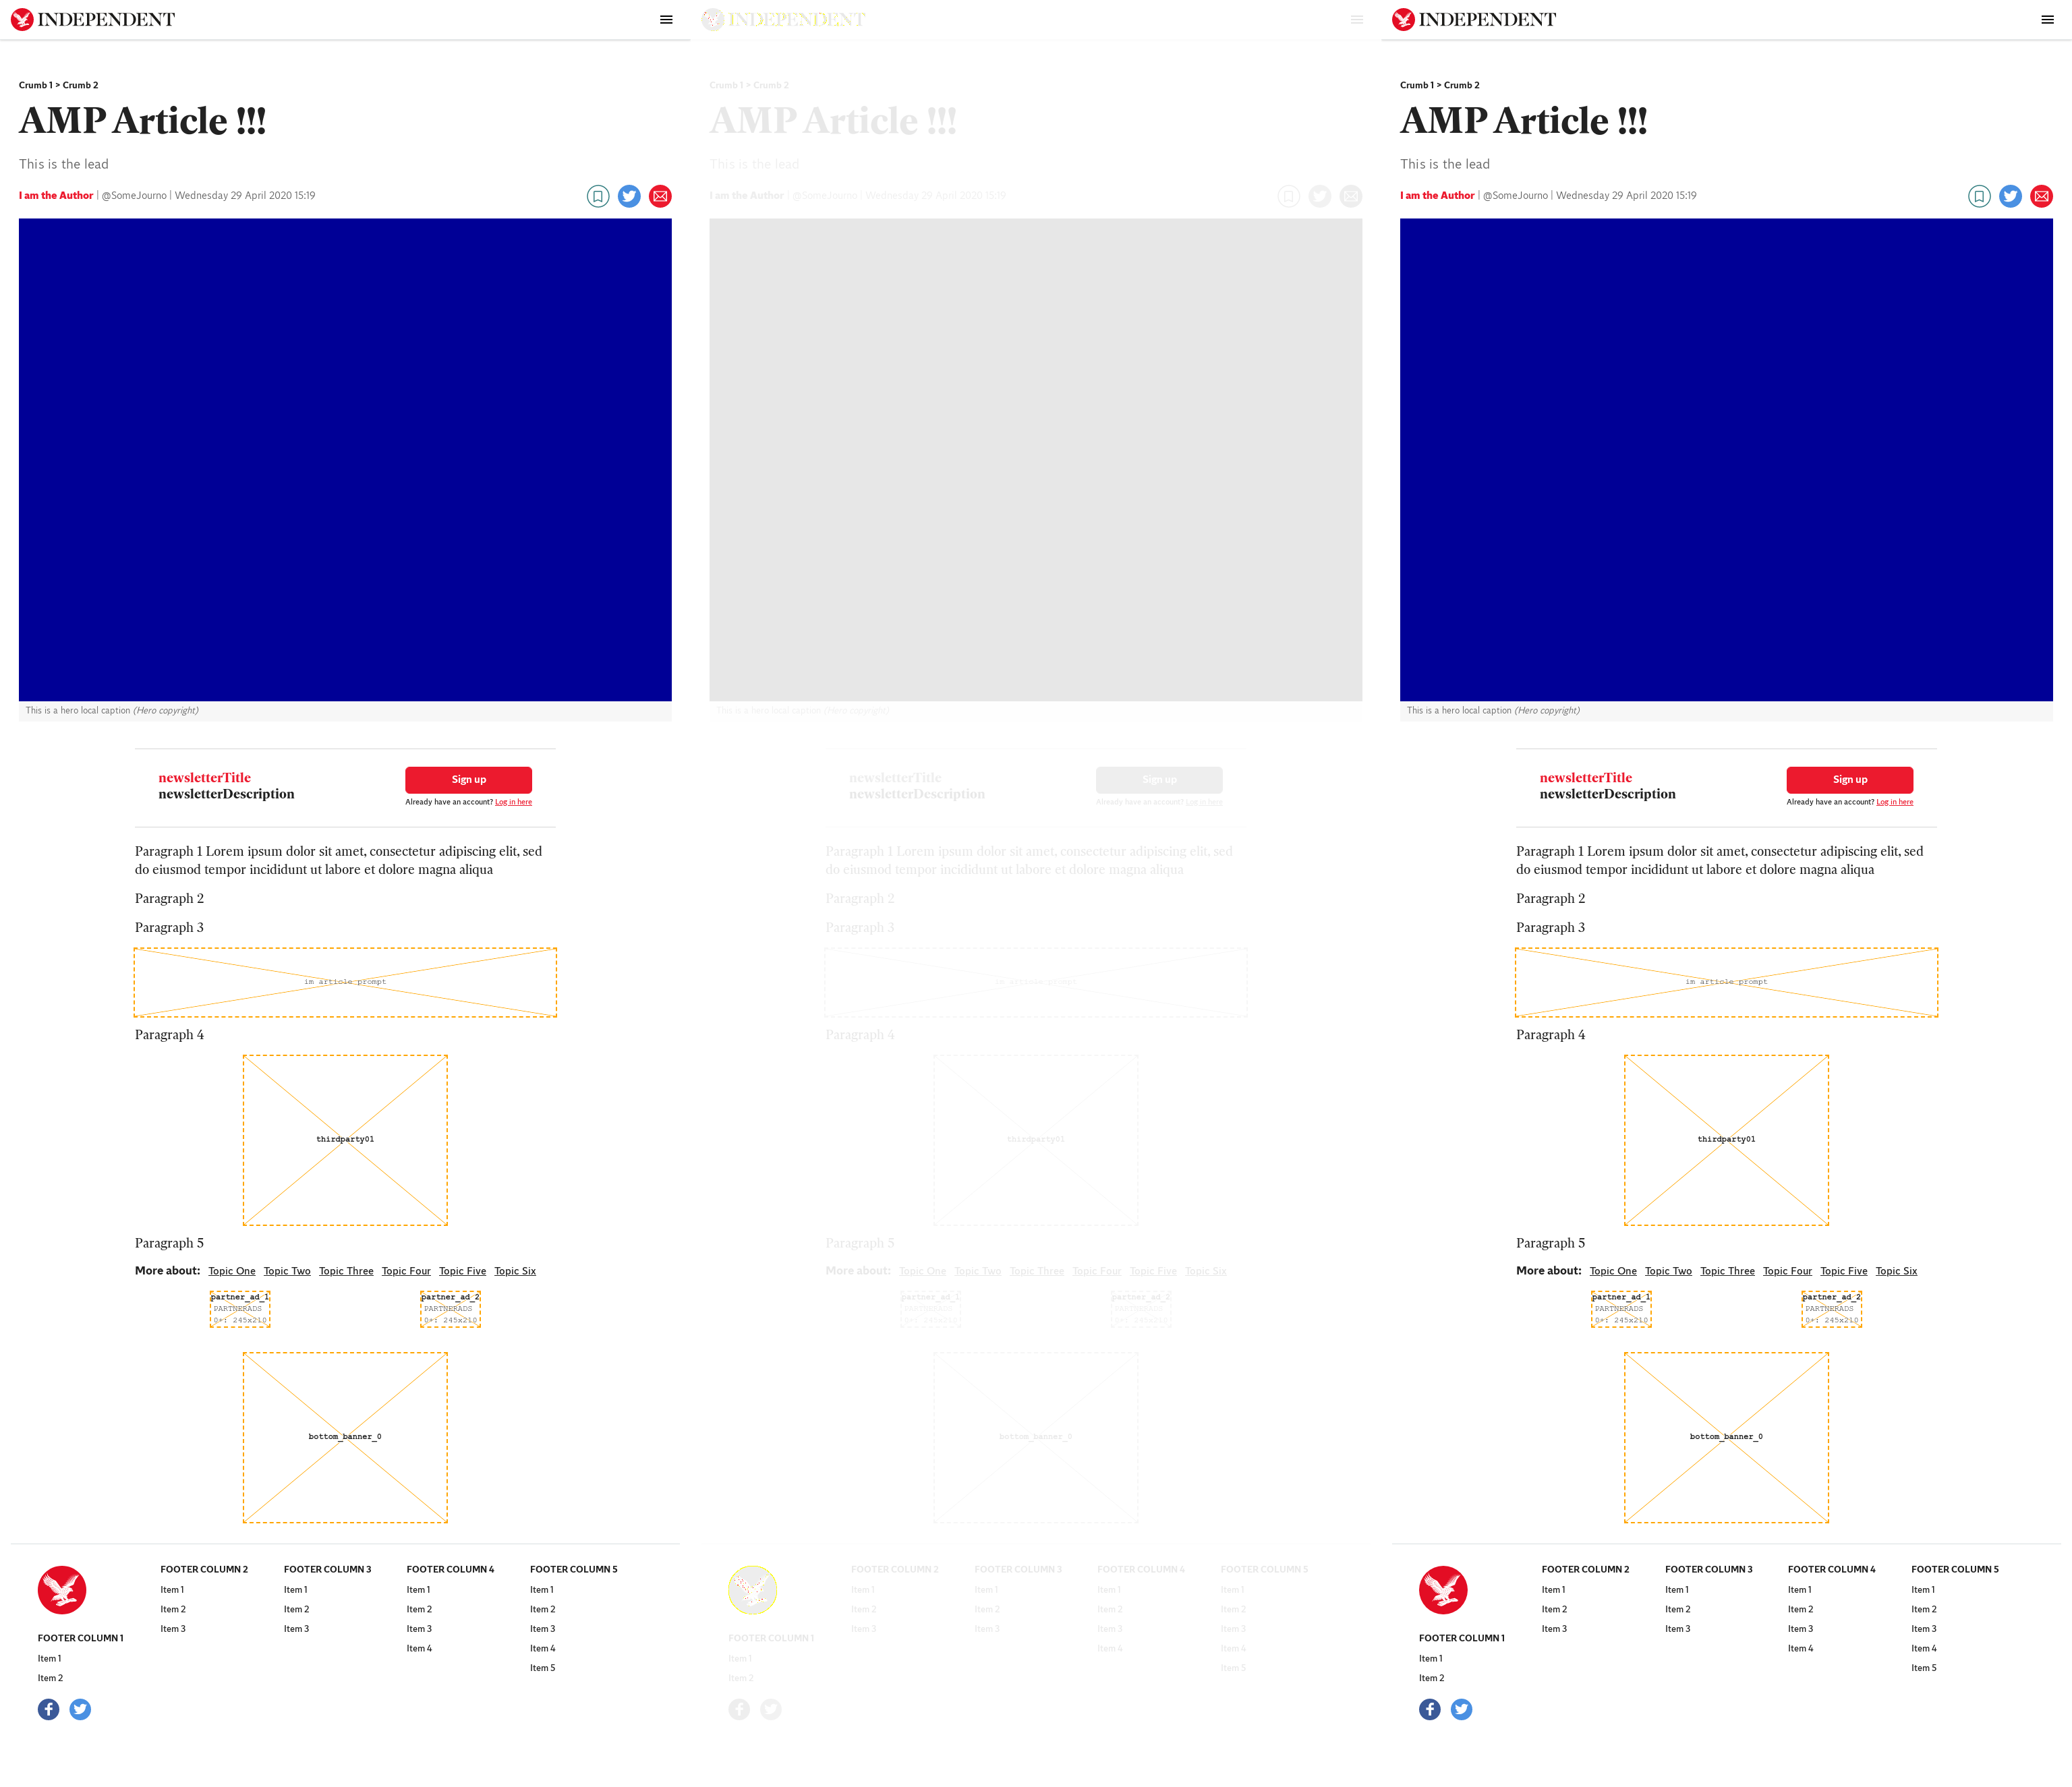 INDEPENDENT
Crumb 1 > Crumb 2
AMP Article !!!
This is the lead
I am the Author | @SomeJourno | Wednesday 29 April 2020 15:19
This is a hero local caption (Hero copyright)
newsletterTitle
newsletterDescription
Sign up
Already have an account? Log in here
Paragraph 1 Lorem ipsum dolor sit amet, consectetur adipiscing elit, sed
do eiusmod tempor incididunt ut labore et dolore magna aliqua
Paragraph 2
Paragraph 3
im article prompt
Paragraph 4
thirdparty01
Paragraph 5
More about: Topic One Topic Two Topic Three Topic Four Topic Five Topic Six
partner_ad_1
PARTNERADS
0+: 245x210
partner_ad_2
PARTNERADS
0+: 245x210
bottom_banner_0
FOOTER COLUMN 1
Item 1
Item 2
FOOTER COLUMN 2
Item 1
Item 2
Item 3
FOOTER COLUMN 3
Item 1
Item 2
Item 3
FOOTER COLUMN 4
Item 1
Item 2
Item 3
Item 4
FOOTER COLUMN 5
Item 1
Item 2
Item 3
Item 4
Item 5
INDEPENDENT
Crumb 1 > Crumb 2
AMP Article !!!
This is the lead
I am the Author | @SomeJourno | Wednesday 29 April 2020 15:19
This is a hero local caption (Hero copyright)
newsletterTitle
newsletterDescription
Sign up
Already have an account? Log in here
Paragraph 1 Lorem ipsum dolor sit amet, consectetur adipiscing elit, sed
do eiusmod tempor incididunt ut labore et dolore magna aliqua
Paragraph 2
Paragraph 3
im article prompt
Paragraph 4
thirdparty01
Paragraph 5
More about: Topic One Topic Two Topic Three Topic Four Topic Five Topic Six
partner_ad_1
PARTNERADS
0+: 245x210
partner_ad_2
PARTNERADS
0+: 245x210
bottom_banner_0
FOOTER COLUMN 1
Item 1
Item 2
FOOTER COLUMN 2
Item 1
Item 2
Item 3
FOOTER COLUMN 3
Item 1
Item 2
Item 3
FOOTER COLUMN 4
Item 1
Item 2
Item 3
Item 4
FOOTER COLUMN 5
Item 1
Item 2
Item 3
Item 4
Item 5
INDEPENDENT
Crumb 1 > Crumb 2
AMP Article !!!
This is the lead
I am the Author | @SomeJourno | Wednesday 29 April 2020 15:19
This is a hero local caption (Hero copyright)
newsletterTitle
newsletterDescription
Sign up
Already have an account? Log in here
Paragraph 1 Lorem ipsum dolor sit amet, consectetur adipiscing elit, sed
do eiusmod tempor incididunt ut labore et dolore magna aliqua
Paragraph 2
Paragraph 3
im article prompt
Paragraph 4
thirdparty01
Paragraph 5
More about: Topic One Topic Two Topic Three Topic Four Topic Five Topic Six
partner_ad_1
PARTNERADS
0+: 245x210
partner_ad_2
PARTNERADS
0+: 245x210
bottom_banner_0
FOOTER COLUMN 1
Item 1
Item 2
FOOTER COLUMN 2
Item 1
Item 2
Item 3
FOOTER COLUMN 3
Item 1
Item 2
Item 3
FOOTER COLUMN 4
Item 1
Item 2
Item 3
Item 4
FOOTER COLUMN 5
Item 1
Item 2
Item 3
Item 4
Item 5